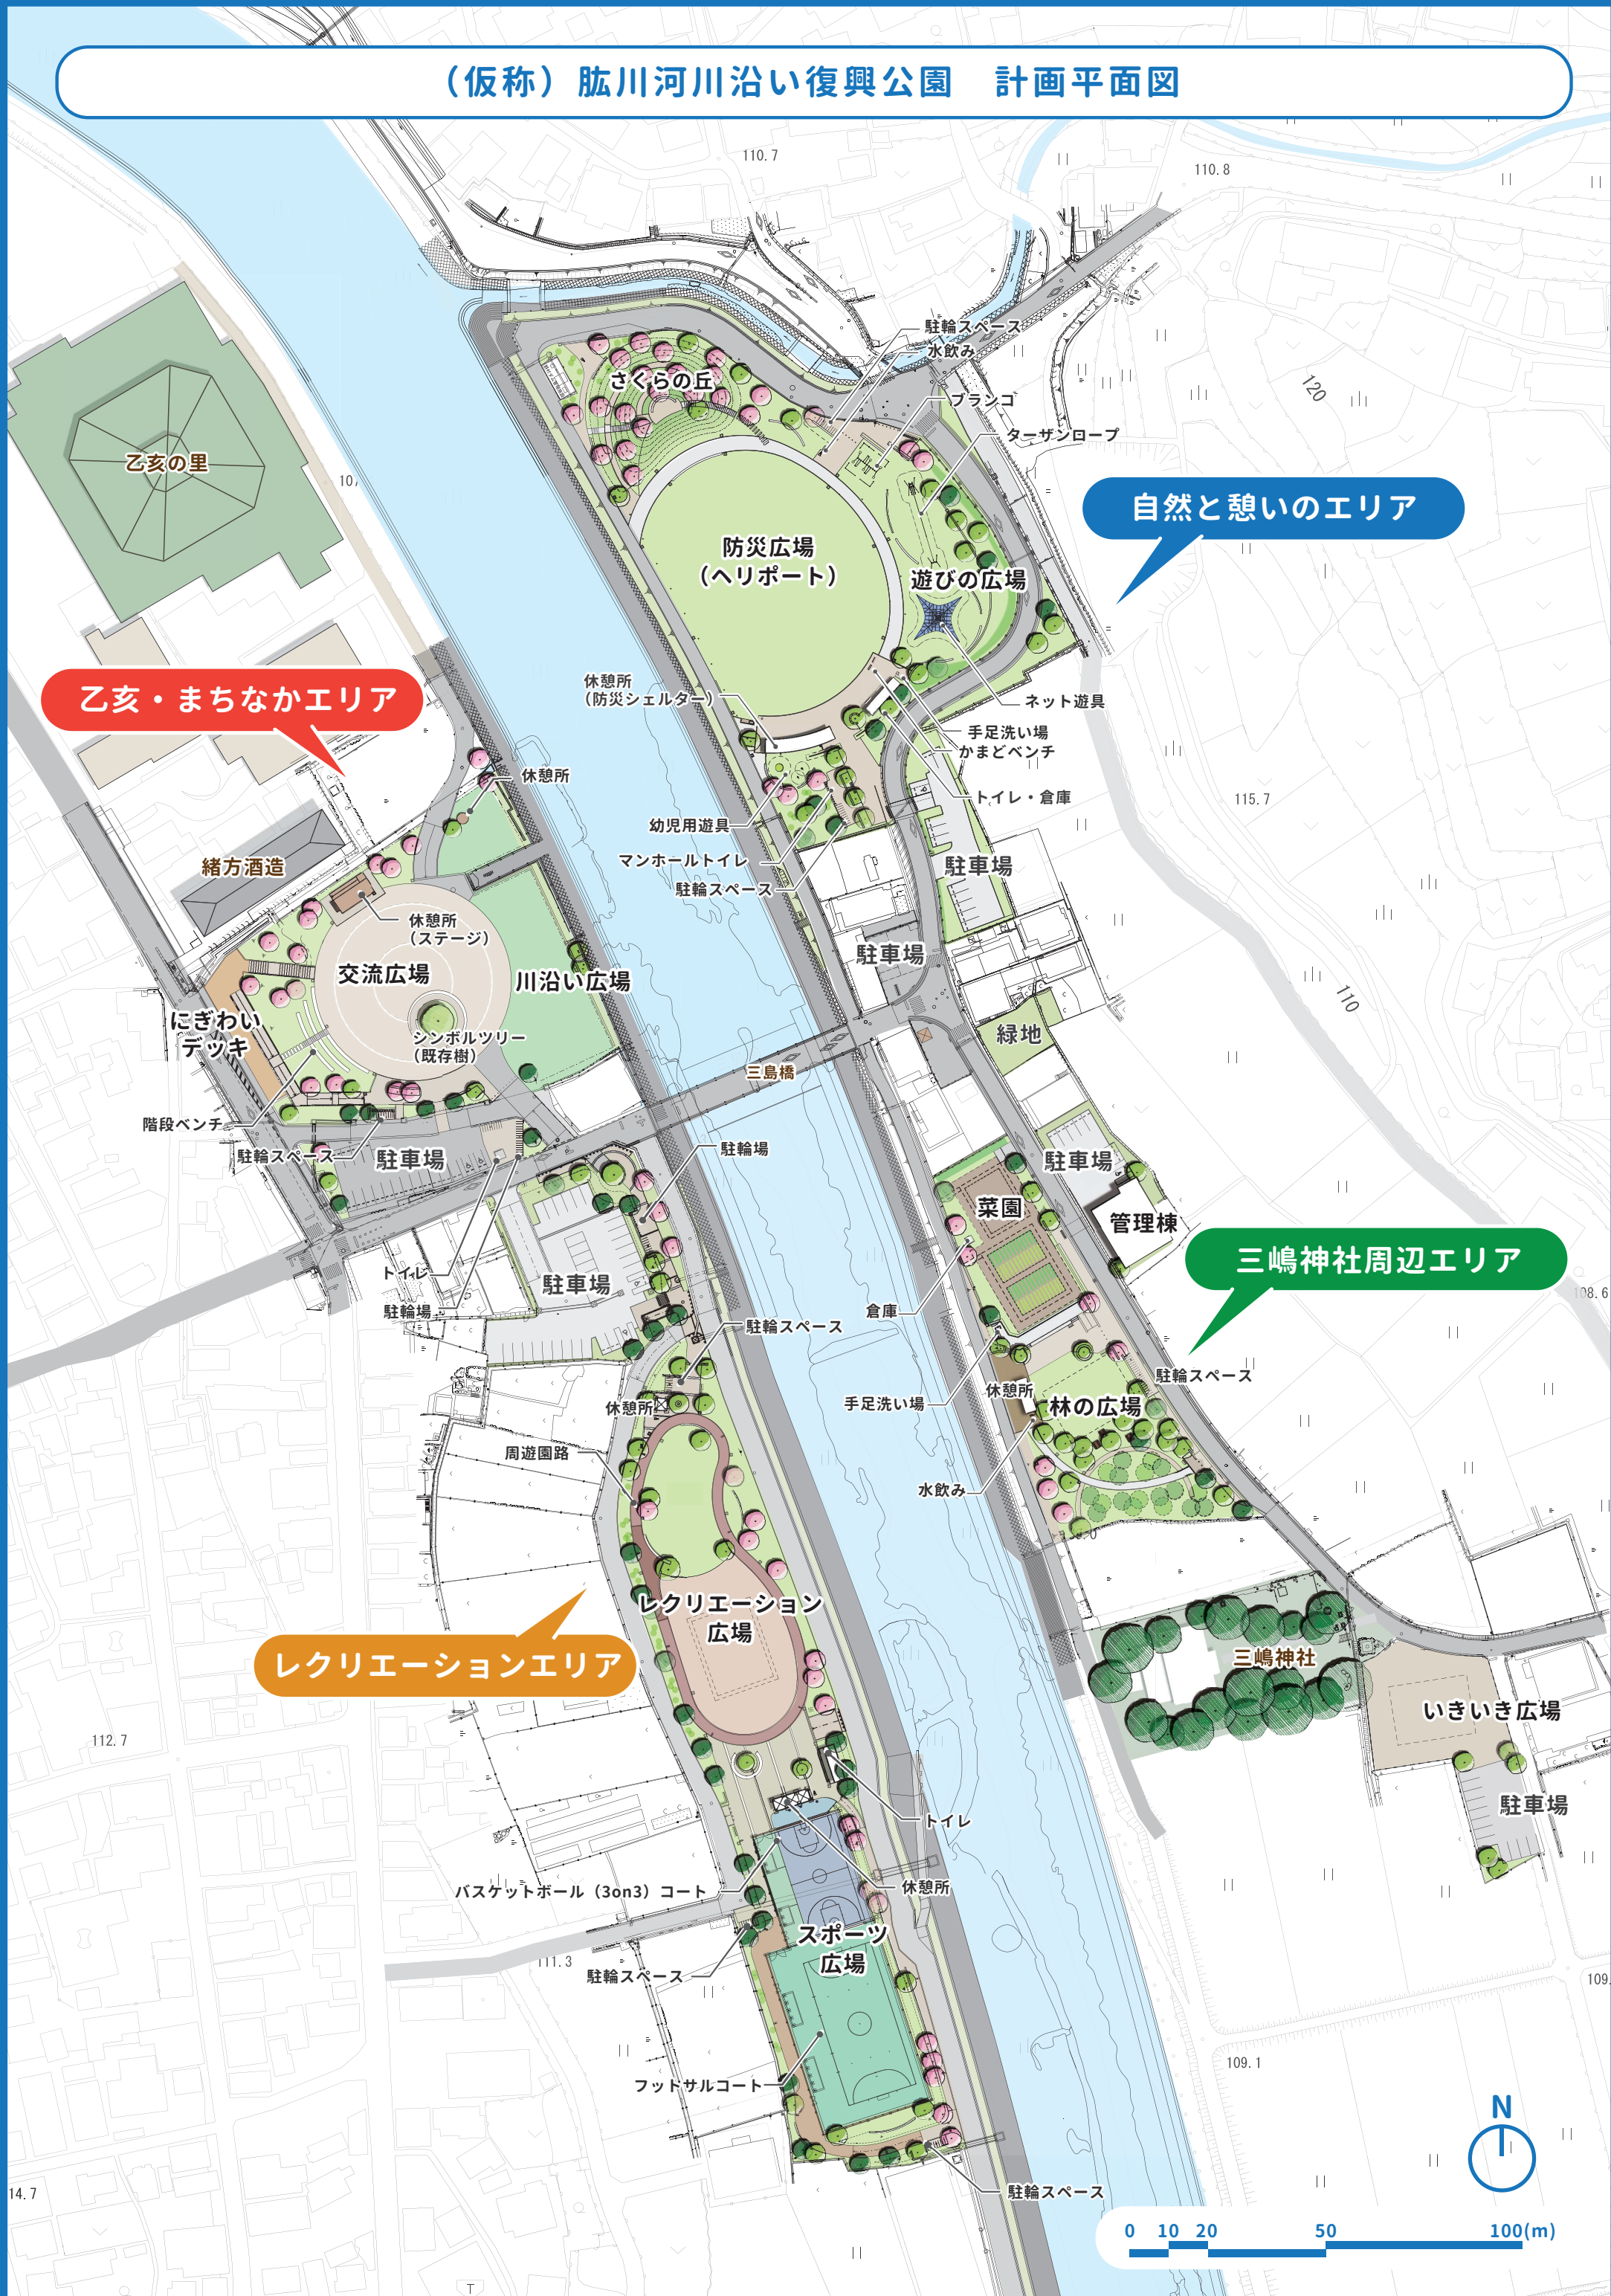 （仮称）肱川河川沿い復興公園　計画平面図
110.7
110.8
駐輪スペース
水飲み
さくらの丘
ブランコ
120
ターザンロープ
乙亥の里
107
自然と憩いのエリア
防災広場
（ヘリポート）
遊びの広場
休憩所
（防災シェルター）
乙亥・まちなかエリア
ネット遊具
手足洗い場
かまどベンチ
休憩所
トイレ・倉庫
115.7
幼児用遊具
マンホールトイレ
駐車場
緒方酒造
駐輪スペース
休憩所
（ステージ）
駐車場
交流広場
川沿い広場
110
にぎわい
デッキ
シンボルツリー
（既存樹）
緑地
三島橋
階段ベンチ
駐輪スペース
駐車場
駐輪場
駐車場
菜園
管理棟
三嶋神社周辺エリア
トイレ
駐車場
駐輪場
倉庫
108.6
駐輪スペース
駐輪スペース
休憩所
手足洗い場
休憩所
林の広場
周遊園路
水飲み
レクリエーション
広場
レクリエーションエリア
三嶋神社
いきいき広場
112.7
駐車場
トイレ
バスケットボール（3on3）コート
休憩所
スポーツ
広場
111.3
駐輪スペース
109.
109.1
フットサルコート
N
駐輪スペース
14.7
0 10 20 50 100(m)